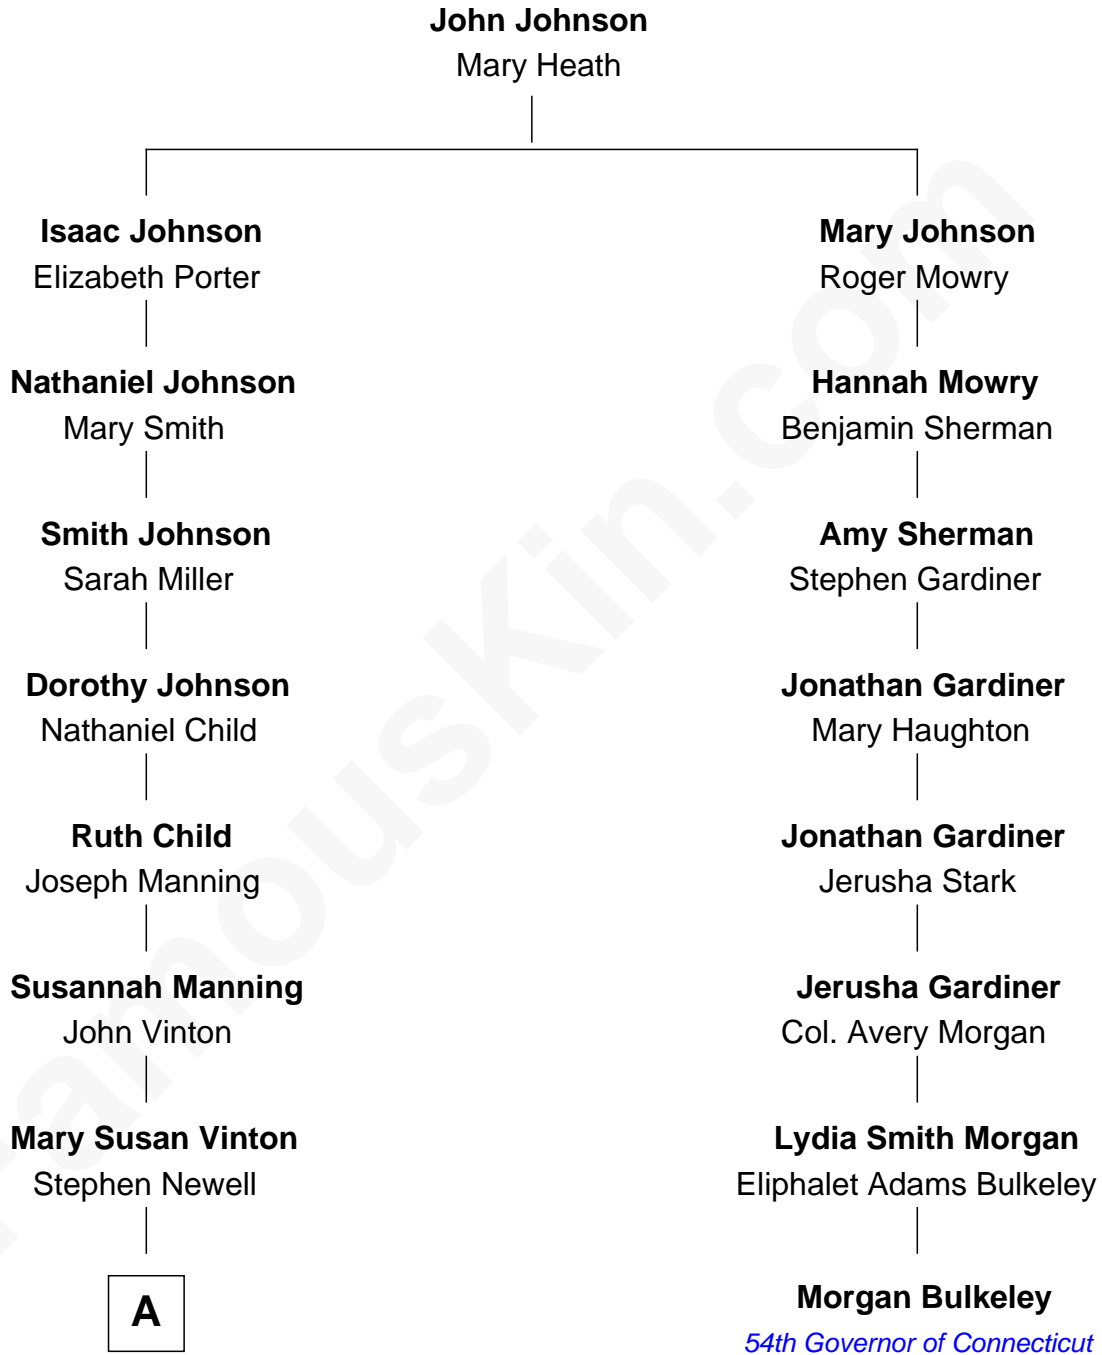 John Johnson
Mary Heath
Isaac Johnson
Elizabeth Porter
Mary Johnson
Roger Mowry
Nathaniel Johnson
Mary Smith
Hannah Mowry
Benjamin Sherman
Smith Johnson
Sarah Miller
Amy Sherman
Stephen Gardiner
Dorothy Johnson
Nathaniel Child
Jonathan Gardiner
Mary Haughton
Ruth Child
Joseph Manning
Jonathan Gardiner
Jerusha Stark
Susannah Manning
John Vinton
Jerusha Gardiner
Col. Avery Morgan
Mary Susan Vinton
Stephen Newell
Lydia Smith Morgan
Eliphalet Adams Bulkeley
A
Morgan Bulkeley
54th Governor of Connecticut
FamousKin.com